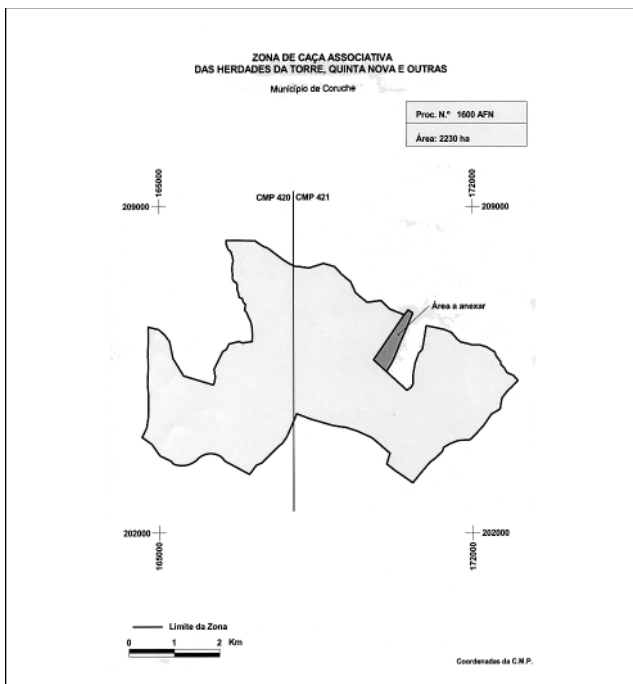 ZONA DE CAÇA ASSOCIATIVA
DAS HERDADES DA TORRE, QUINTA NOVA E OUTRAS
Município de Coruche
Proc. N.º 1600 AFN
Área: 2230 ha
165000
172000
209000
CMP 420
CMP 421
209000
Área a anexar
202000
202000
165000
172000
Limite da Zona
0 1 2 Km
Coordenadas da C.M.P.